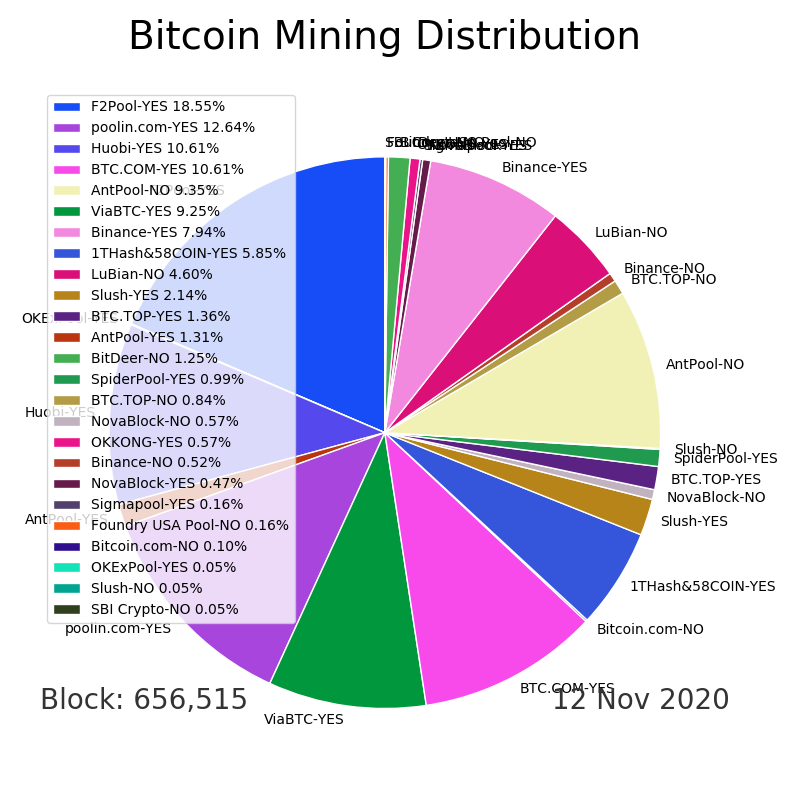 Bitcoin Mining Distribution
F2Pool-YES 18.55%
poolin.com-YES 12.64%
Huobi-YES 10.61%
BTC.COM-YES 10.61%
AntPool-NO 9.35%
ViaBTC-YES 9.25%
Binance-YES 7.94%
1THash&58COIN-YES 5.85%
LuBian-NO 4.60%
Slush-YES 2.14%
BTC.TOP-YES 1.36%
AntPool-YES 1.31%
BitDeer-NO 1.25%
SpiderPool-YES 0.99%
BTC.TOP-NO 0.84%
NovaBlock-NO 0.57%
OKKONG-YES 0.57%
Binance-NO 0.52%
NovaBlock-YES 0.47%
Sigmapool-YES 0.16%
Foundry USA Pool-NO 0.16%
Bitcoin.com-NO 0.10%
OKExPool-YES 0.05%
Slush-NO 0.05%
SBI Crypto-NO 0.05%
Binance-YES
LuBian-NO
Binance-NO
BTC.TOP-NO
AntPool-NO
Slush-NO
SpiderPool-YES
BTC.TOP-YES
NovaBlock-NO
Slush-YES
1THash&58COIN-YES
Bitcoin.com-NO
BTC.COM-YES
ViaBTC-YES
poolin.com-YES
AntPool-YES
Huobi-YES
OKExPool-YES
Block: 656,515
12 Nov 2020